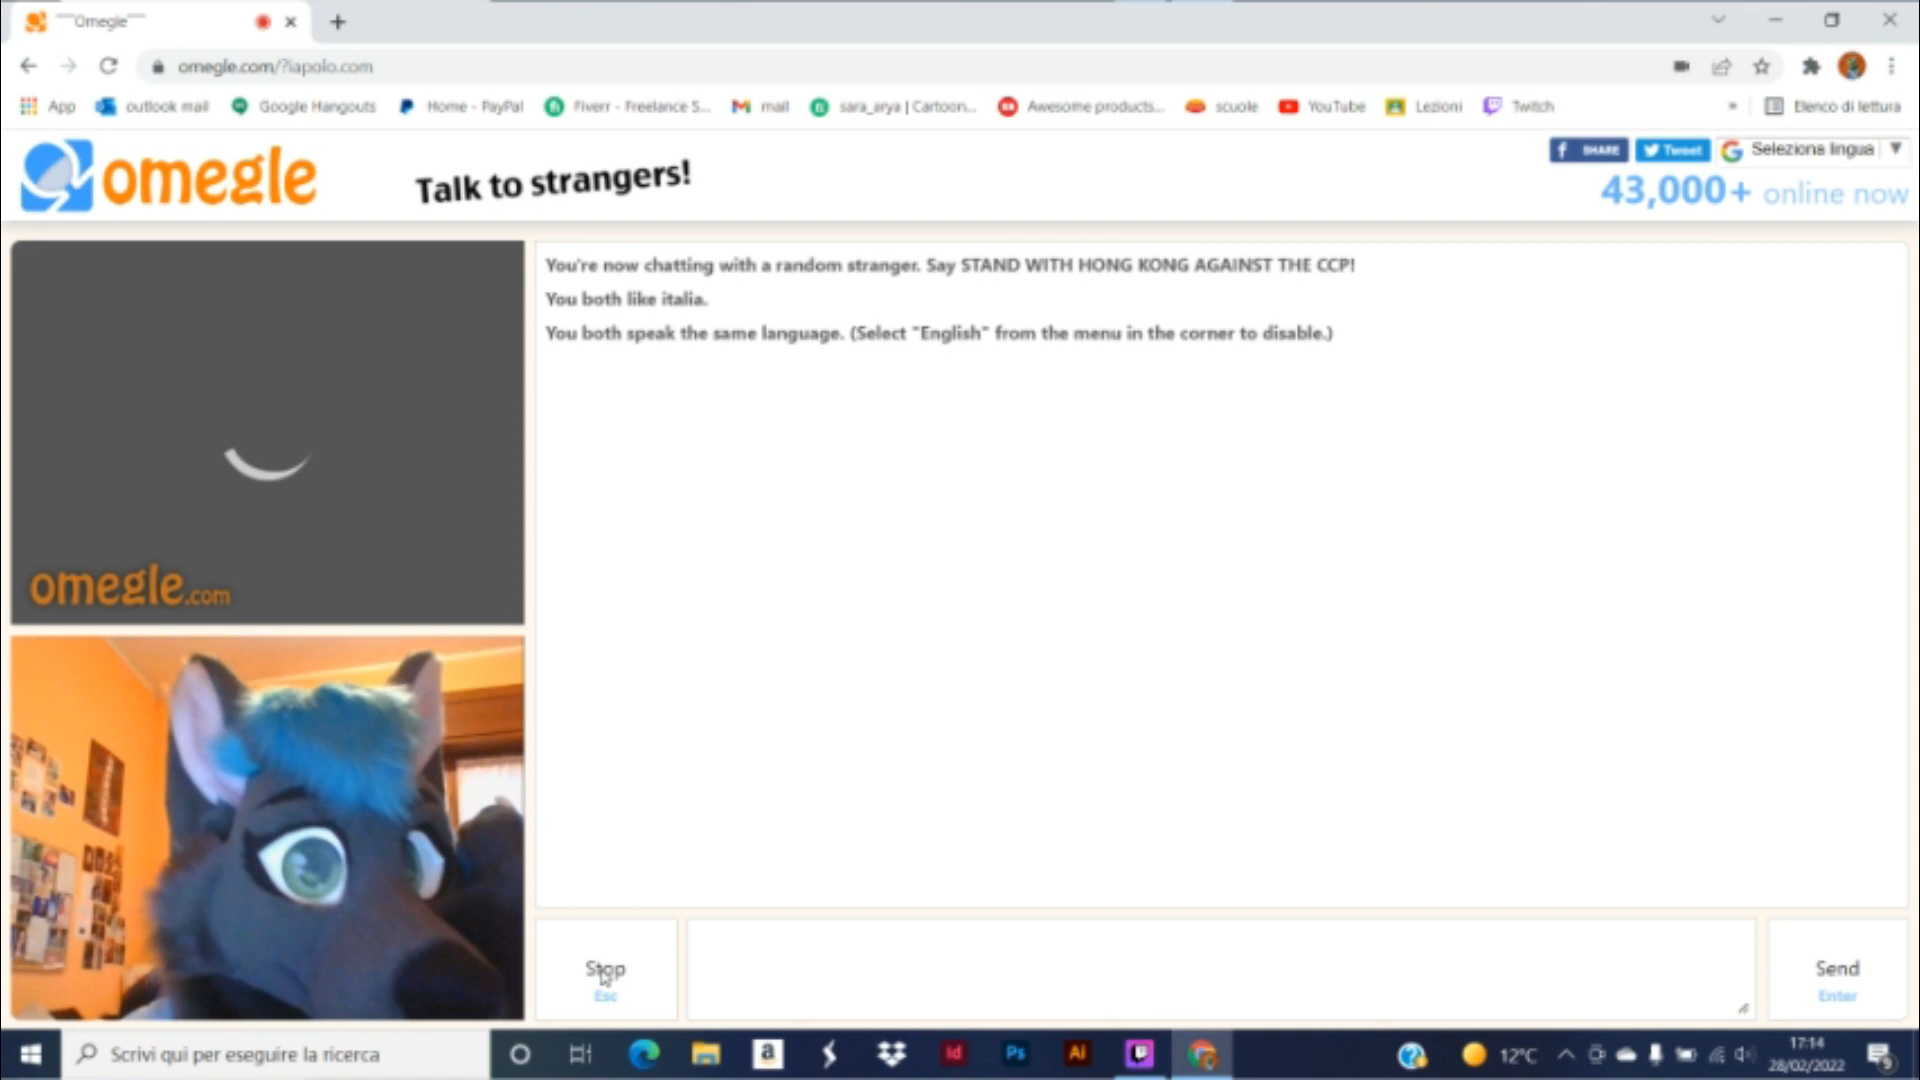 Omegle
omegle.com/?iapolo.com
App
outlook mail
Google Hangouts
Home - PayPal
Fiverr - Freelance S...
mail
sara_arya | Cartoon...
Awesome products...
scuole
YouTube
Lezioni
Twitch
»
Elenco di lettura
omegle
Talk to strangers!
SHARE
Tweet
Seleziona lingua
43,000+ online now
You're now chatting with a random stranger. Say STAND WITH HONG KONG AGAINST THE CCP!
You both like italia.
You both speak the same language. (Select "English" from the menu in the corner to disable.)
omegle.com
Stop
Esc
Send
Enter
Scrivi qui per eseguire la ricerca
a
Id
Ps
Ai
12°C
17:14
28/02/2022